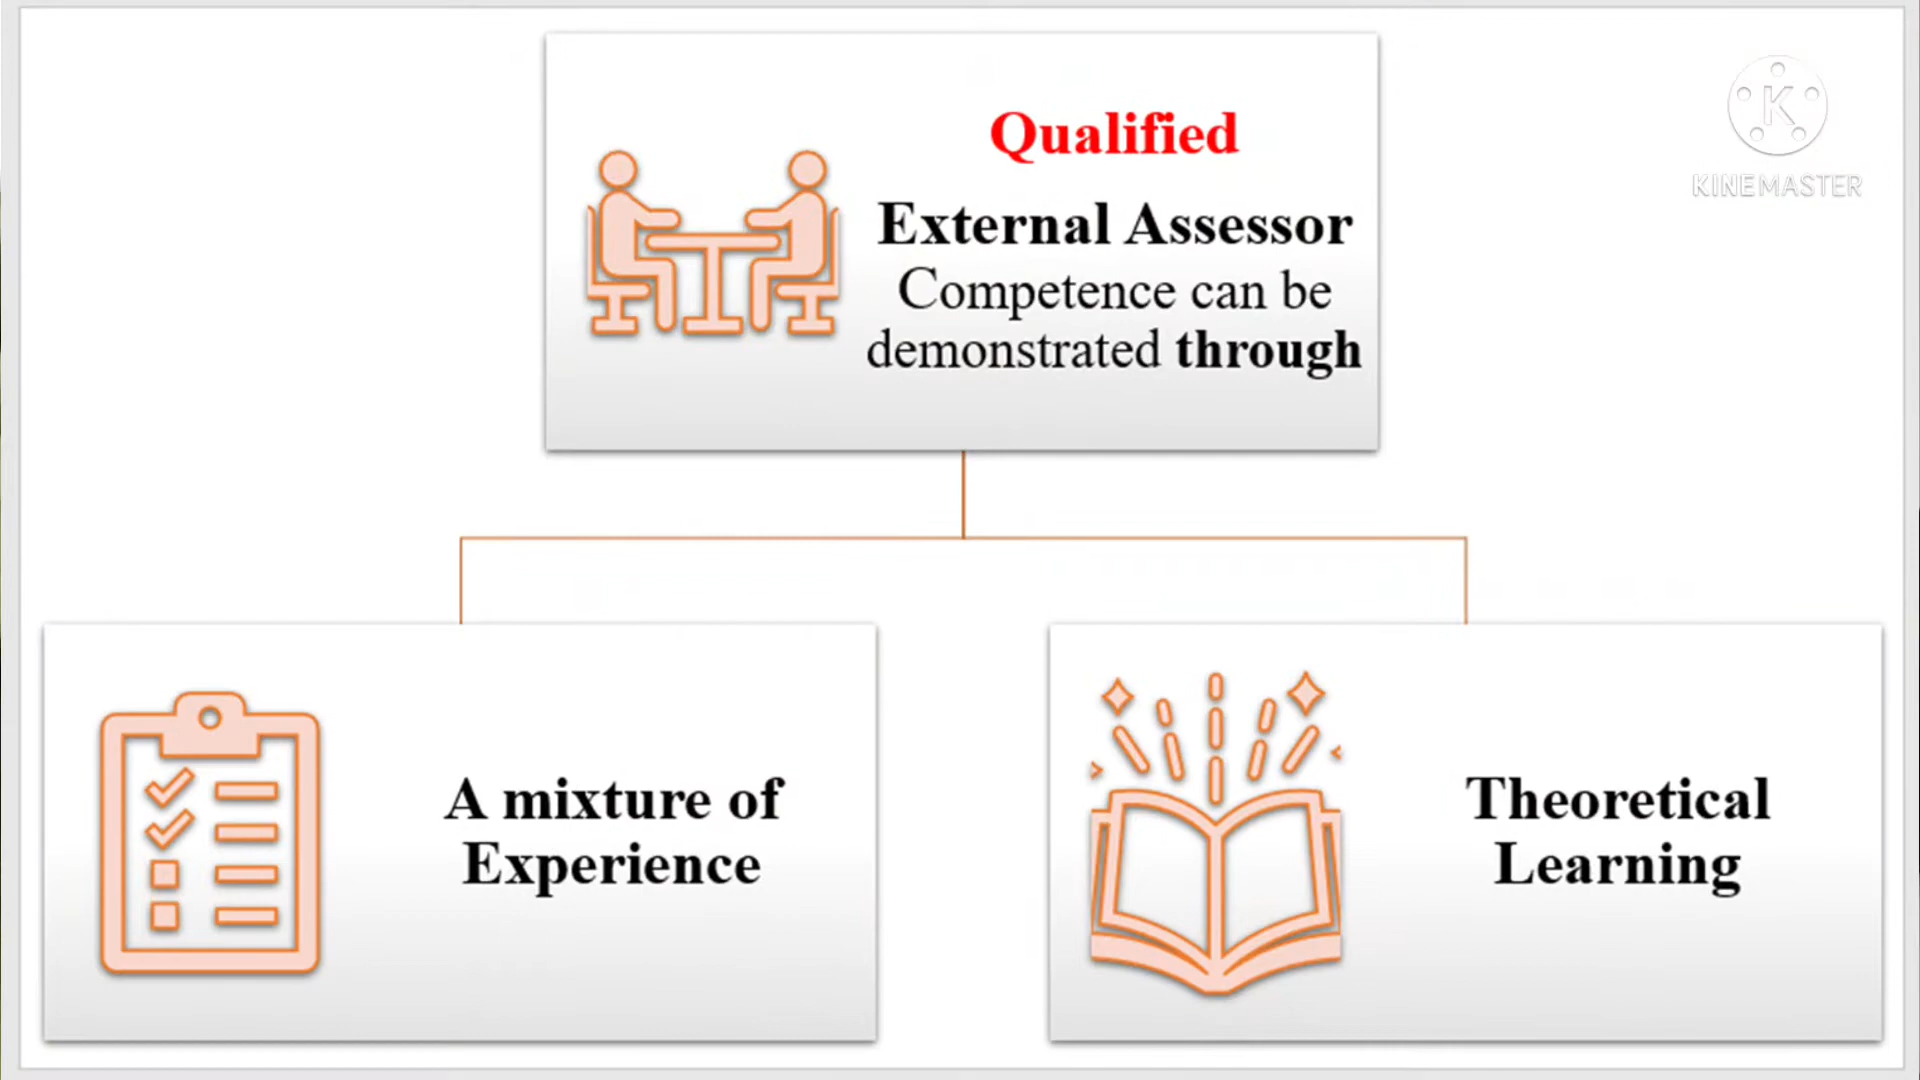 Qualified
External Assessor
Competence can be
demonstrated through
KINEMASTER
A mixture of
Experience
Theoretical
Learning